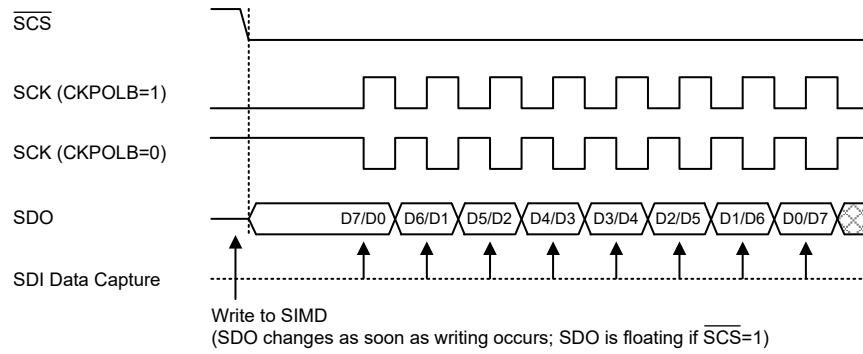 SCS
SCK (CKPOLB=1)
SCK (CKPOLB=0)
SDO
D7/D0 D6/D1 D5/D2 D4/D3 D3/D4 D2/D5 D1/D6 D0/D7
SDI Data Capture
Write to SIMD
(SDO changes as soon as writing occurs; SDO is floating if SCS=1)